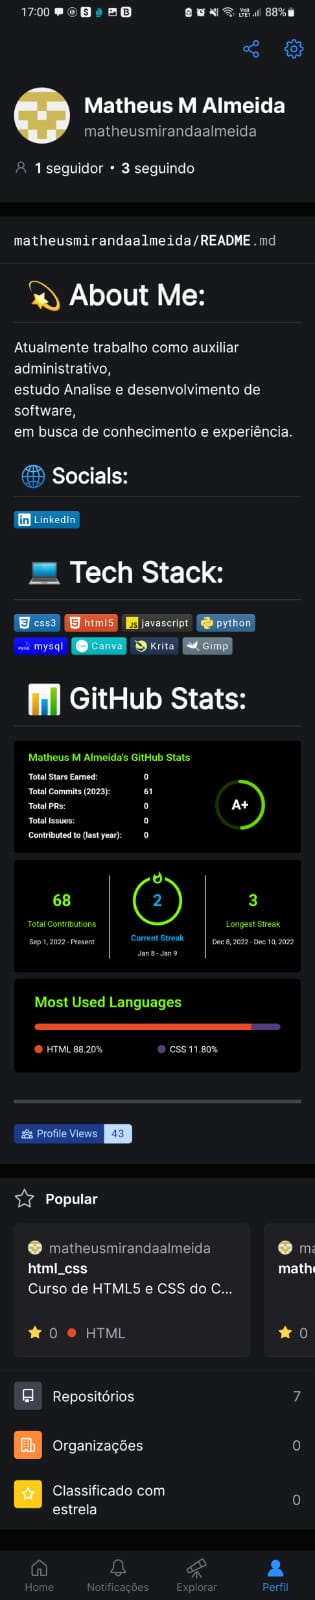 17:00
88%
Matheus M Almeida
matheusmirandaalmeida
1 seguidor • 3 seguindo
matheusmirandaalmeida/README.md
About Me:
Atualmente trabalho como auxiliar
administrativo,
estudo Analise e desenvolvimento de
software,
em busca de conhecimento e experiência.
Socials:
in LinkedIn
Tech Stack:
css3 html5 javascript python
mysql Canva Krita Gimp
GitHub Stats:
Matheus M Almeida's GitHub Stats
Total Stars Earned: 0
Total Commits (2023): 61
Total PRs: 0
Total Issues: 0
Contributed to (last year): 0
A+
68
Total Contributions
Sep 1, 2022 - Present
2
Current Streak
Jan 8 - Jan 9
3
Longest Streak
Dec 8, 2022 - Dec 10, 2022
Most Used Languages
HTML 88.20% CSS 11.80%
Profile Views 43
Popular
matheusmirandaalmeida
html_css
Curso de HTML5 e CSS do C...
0 HTML
ma
math
0
Repositórios 7
Organizações 0
Classificado com
estrela 0
Home Notificações Explorar Perfil